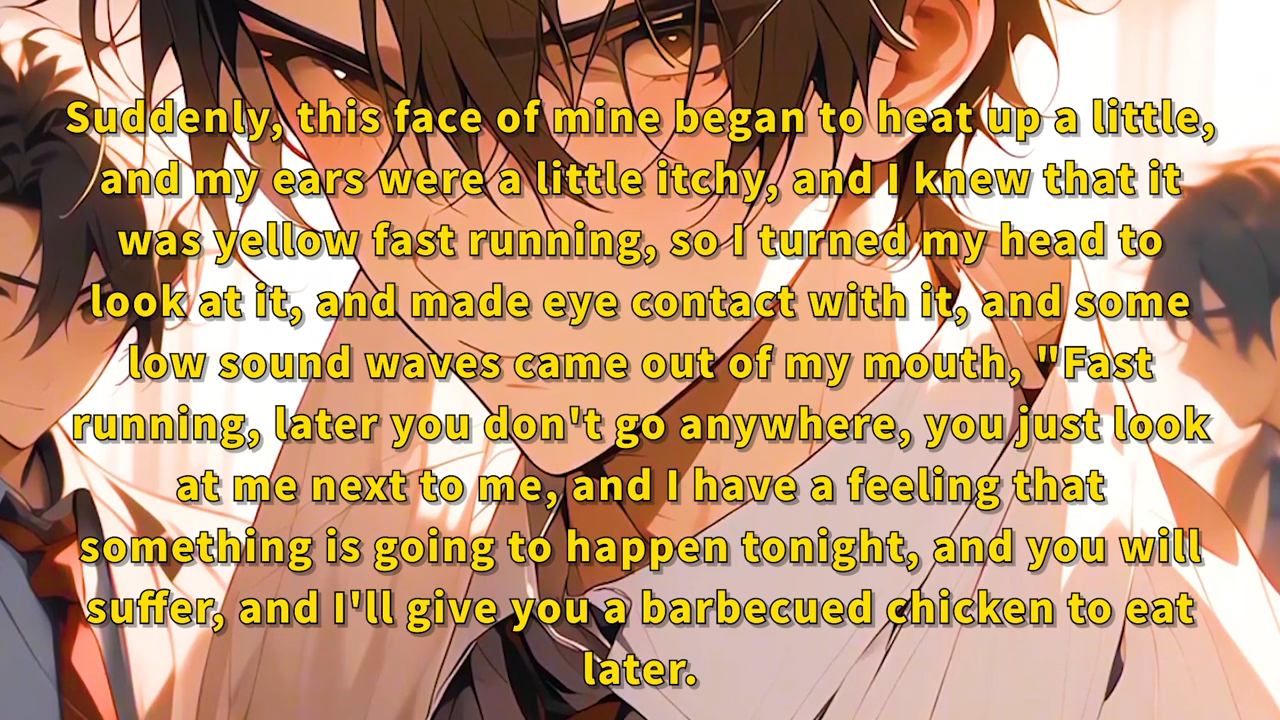 Suddenly, this face of mine began to heat up a little,
and my ears were a little itchy, and I knew that it
was yellow fast running, so I turned my head to
look at it, and made eye contact with it, and some
low sound waves came out of my mouth, "Fast
running, later you don't go anywhere, you just look
at me next to me, and I have a feeling that
something is going to happen tonight, and you will
suffer, and I'll give you a barbecued chicken to eat
later.